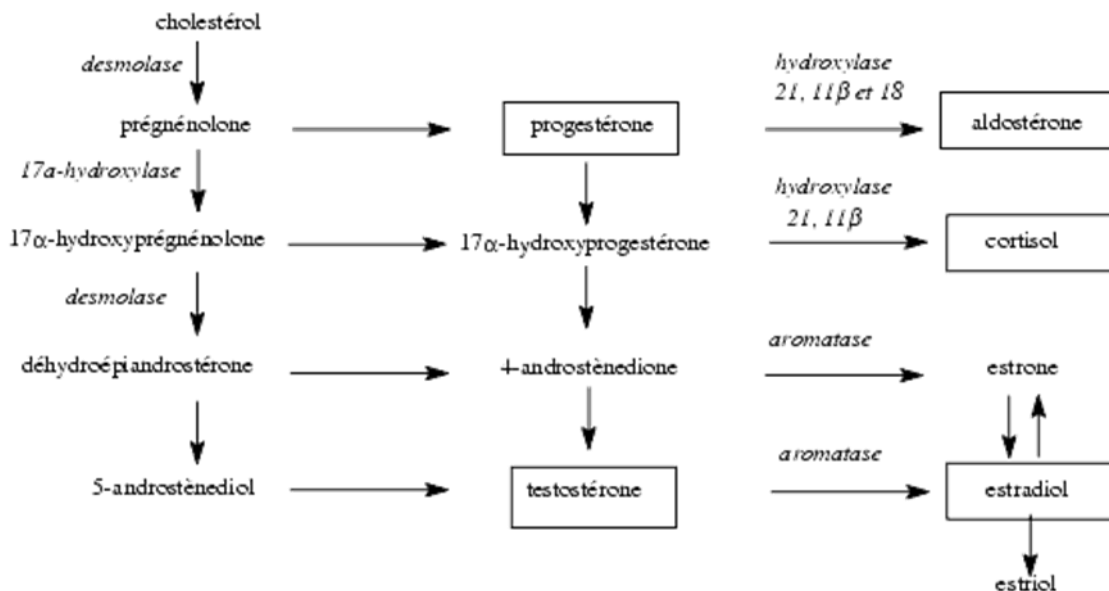 cholestérol
desmolase
hydroxylase
21, 11β et 18
prégnénolone
progestérone
aldostérone
17a-hydroxylase
hydroxylase
21, 11β
17α-hydroxyprégnénolone
17α-hydroxyprogestérone
cortisol
desmolase
aromatase
déhydroépiandrostérone
4-androstènedione
estrone
aromatase
5-androstènediol
testostérone
estradiol
estriol